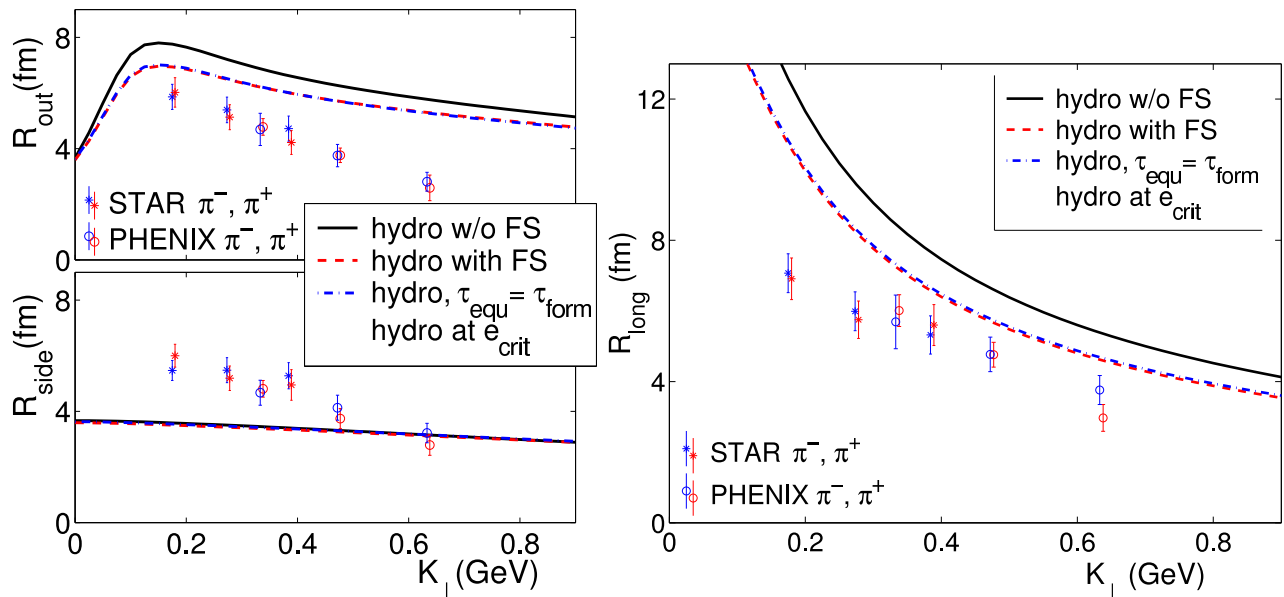 R_out (fm)
8
4
0
STAR π⁻, π⁺
PHENIX π⁻, π⁺
hydro w/o FS
hydro with FS
hydro, τ_equ = τ_form
hydro at e_crit
R_side (fm)
8
4
0
0 0.2 0.4 0.6 0.8
K_⊥ (GeV)
R_long (fm)
12
8
4
0
hydro w/o FS
hydro with FS
hydro, τ_equ = τ_form
hydro at e_crit
STAR π⁻, π⁺
PHENIX π⁻, π⁺
0.2 0.4 0.6 0.8
K_⊥ (GeV)